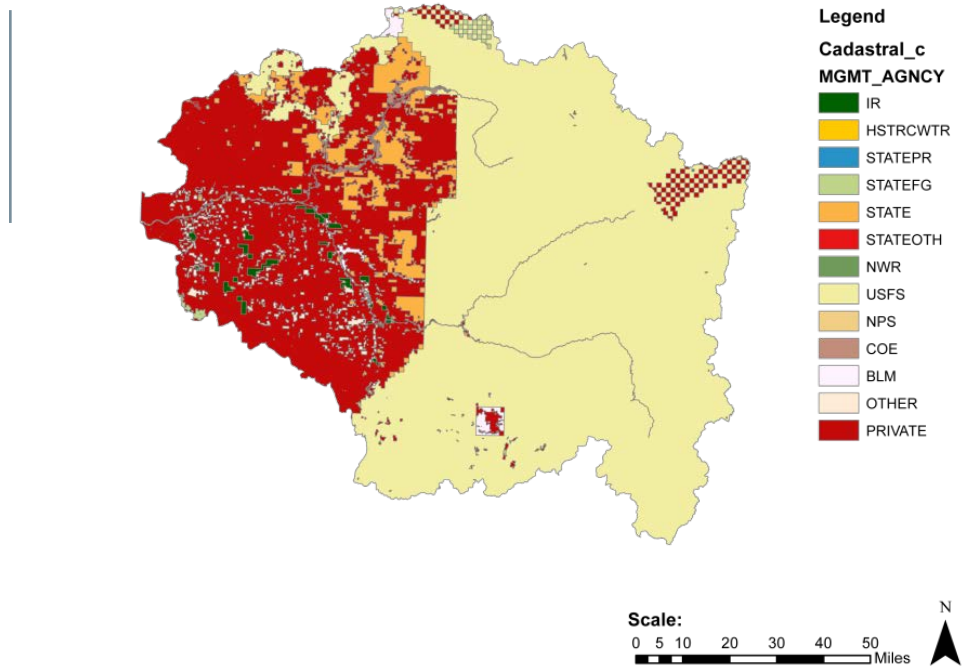 Legend
Cadastral_c
MGMT_AGNCY
IR
HSTRCWTR
STATEPR
STATEFG
STATE
STATEOTH
NWR
USFS
NPS
COE
BLM
OTHER
PRIVATE
N
Scale:
0 5 10 20 30 40 50
Miles